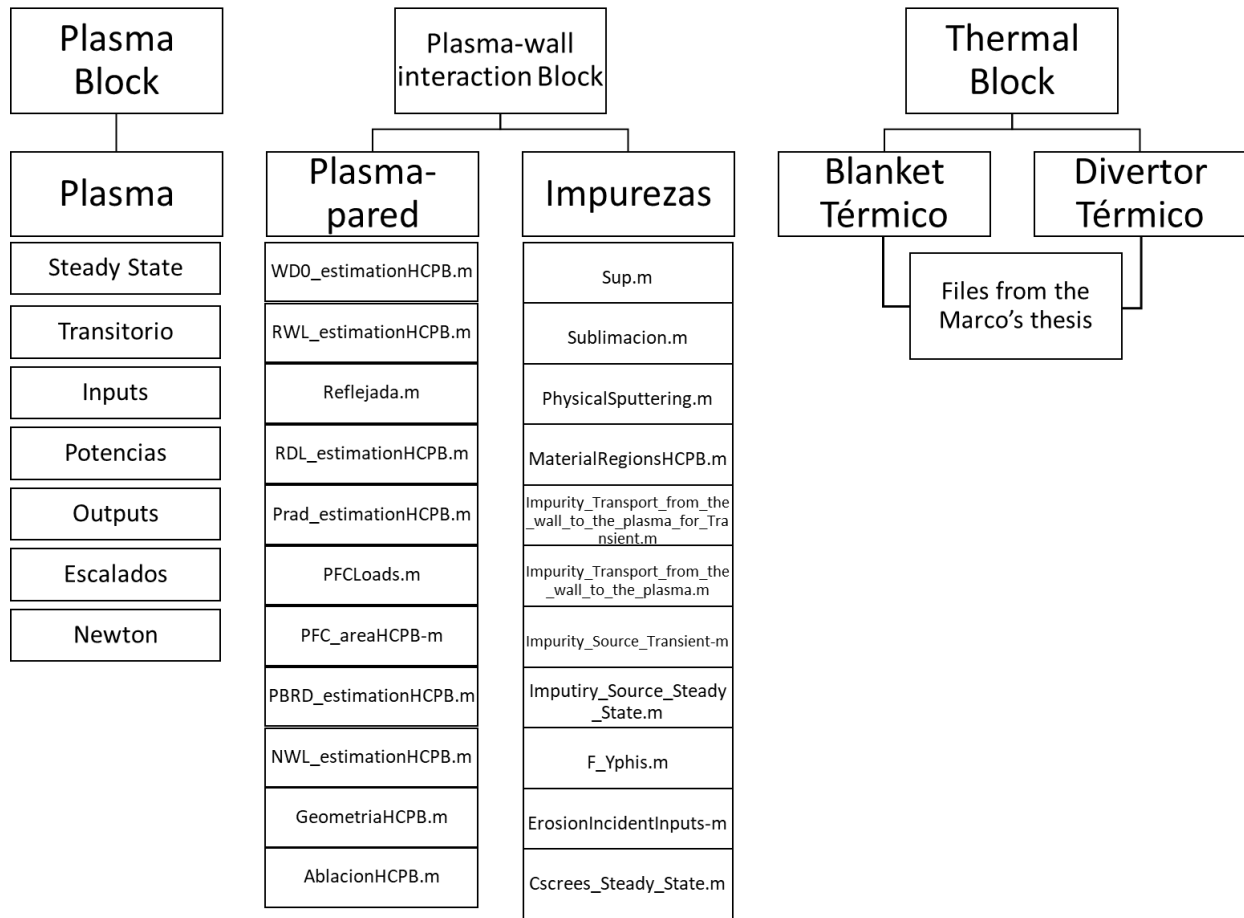 Plasma
Block
Plasma
Steady State
Transitorio
Inputs
Potencias
Outputs
Escalados
Newton
Plasma-wall
interaction Block
Plasma-
pared
WD0_estimationHCPB.m
RWL_estimationHCPB.m
Reflejada.m
RDL_estimationHCPB.m
Prad_estimationHCPB.m
PFCLoads.m
PFC_areaHCPB-m
PBRD_estimationHCPB.m
NWL_estimationHCPB.m
GeometriaHCPB.m
AblacionHCPB.m
Impurezas
Sup.m
Sublimacion.m
PhysicalSputtering.m
MaterialRegionsHCPB.m
Impurity_Transport_from_the
_wall_to_the_plasma_for_Tra
nsient.m
Impurity_Transport_from_the
_wall_to_the_plasma.m
Impurity_Source_Transient-m
Imputiry_Source_Steady
_State.m
F_Yphis.m
ErosionIncidentInputs-m
Cscrees_Steady_State.m
Thermal
Block
Blanket
Térmico
Divertor
Térmico
Files from the
Marco’s thesis